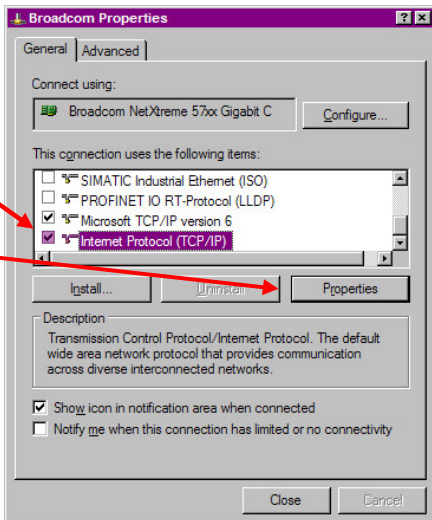 Broadcom Properties
General
Advanced
Connect using:
Broadcom NetXtreme 57xx Gigabit C
Configure...
This connection uses the following items:
SIMATIC Industrial Ethernet (ISO)
PROFINET IO RT-Protocol (LLDP)
Microsoft TCP/IP version 6
Internet Protocol (TCP/IP)
Install...
Uninstall
Properties
Description
Transmission Control Protocol/Internet Protocol. The default
wide area network protocol that provides communication
across diverse interconnected networks.
Show icon in notification area when connected
Notify me when this connection has limited or no connectivity
Close
Cancel